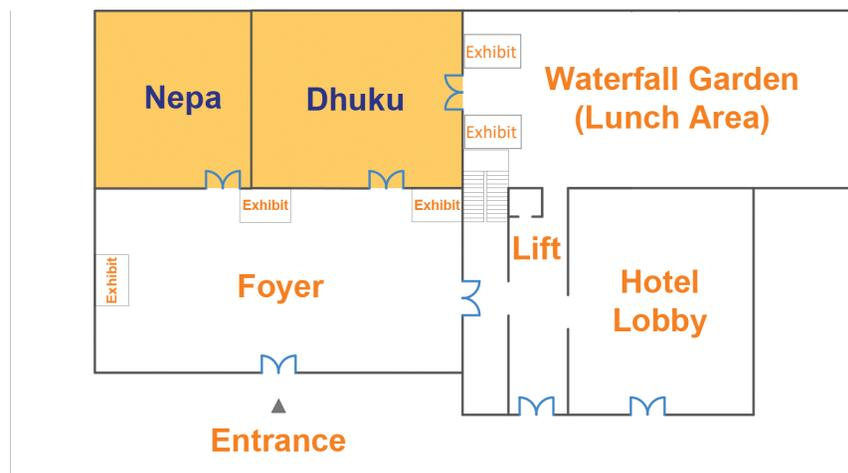 Exhibit
Waterfall Garden
(Lunch Area)
Nepa
Dhuku
Exhibit
Exhibit
Exhibit
Lift
Exhibit
Foyer
Hotel
Lobby
Entrance